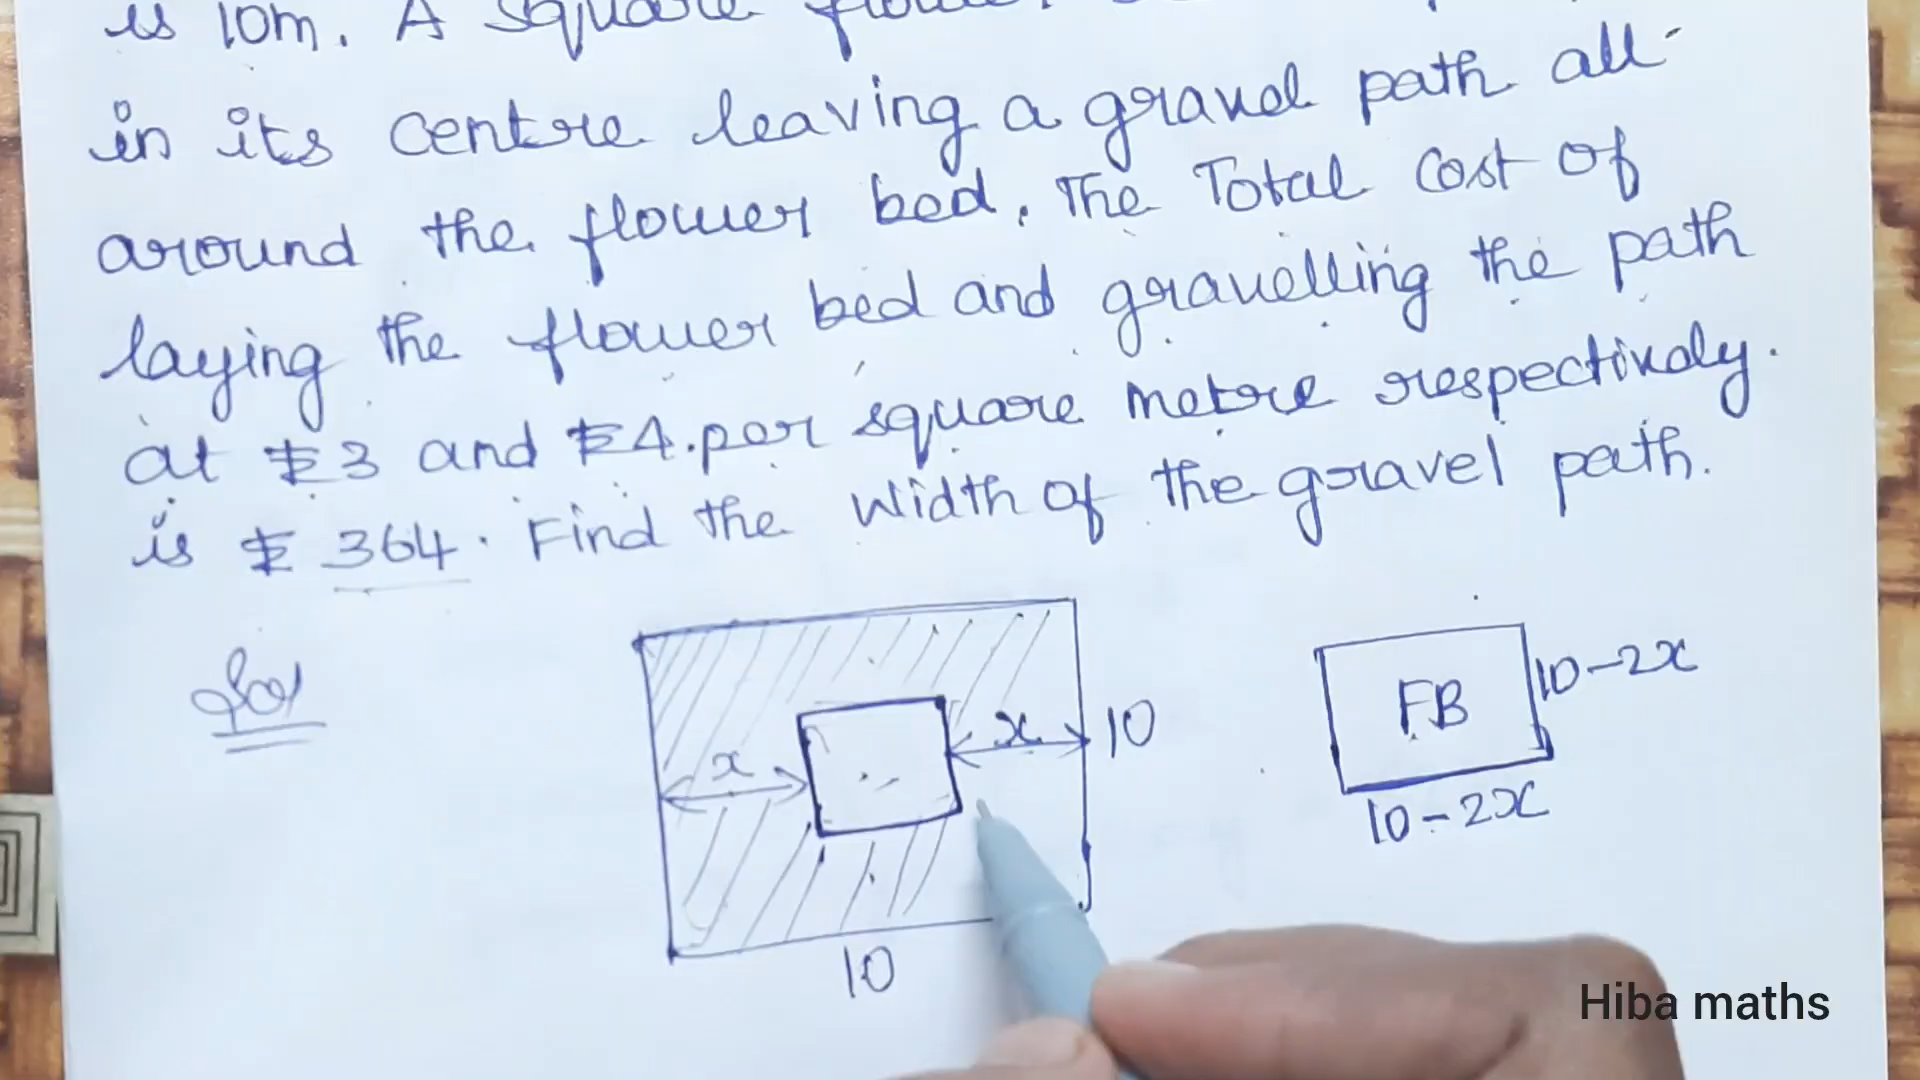 is 10m. A square
in its centre leaving a gravel path all-
around the flower bed. The Total cost of
laying the flower bed and gravelling the path
at ₹3 and ₹4 per square metre respectively.
is ₹ 364. Find the width of the gravel path.
Sol
x
x
10
10
FB
10-2x
10-2x
Hiba maths